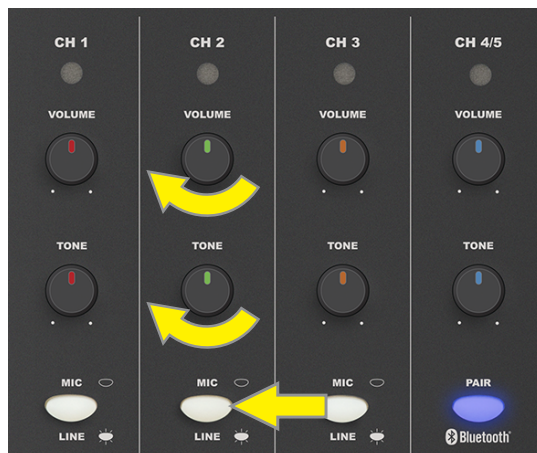 CH 1 CH 2 CH 3 CH 4/5
VOLUME VOLUME VOLUME VOLUME
TONE TONE TONE TONE
MIC MIC MIC PAIR
LINE LINE LINE Bluetooth